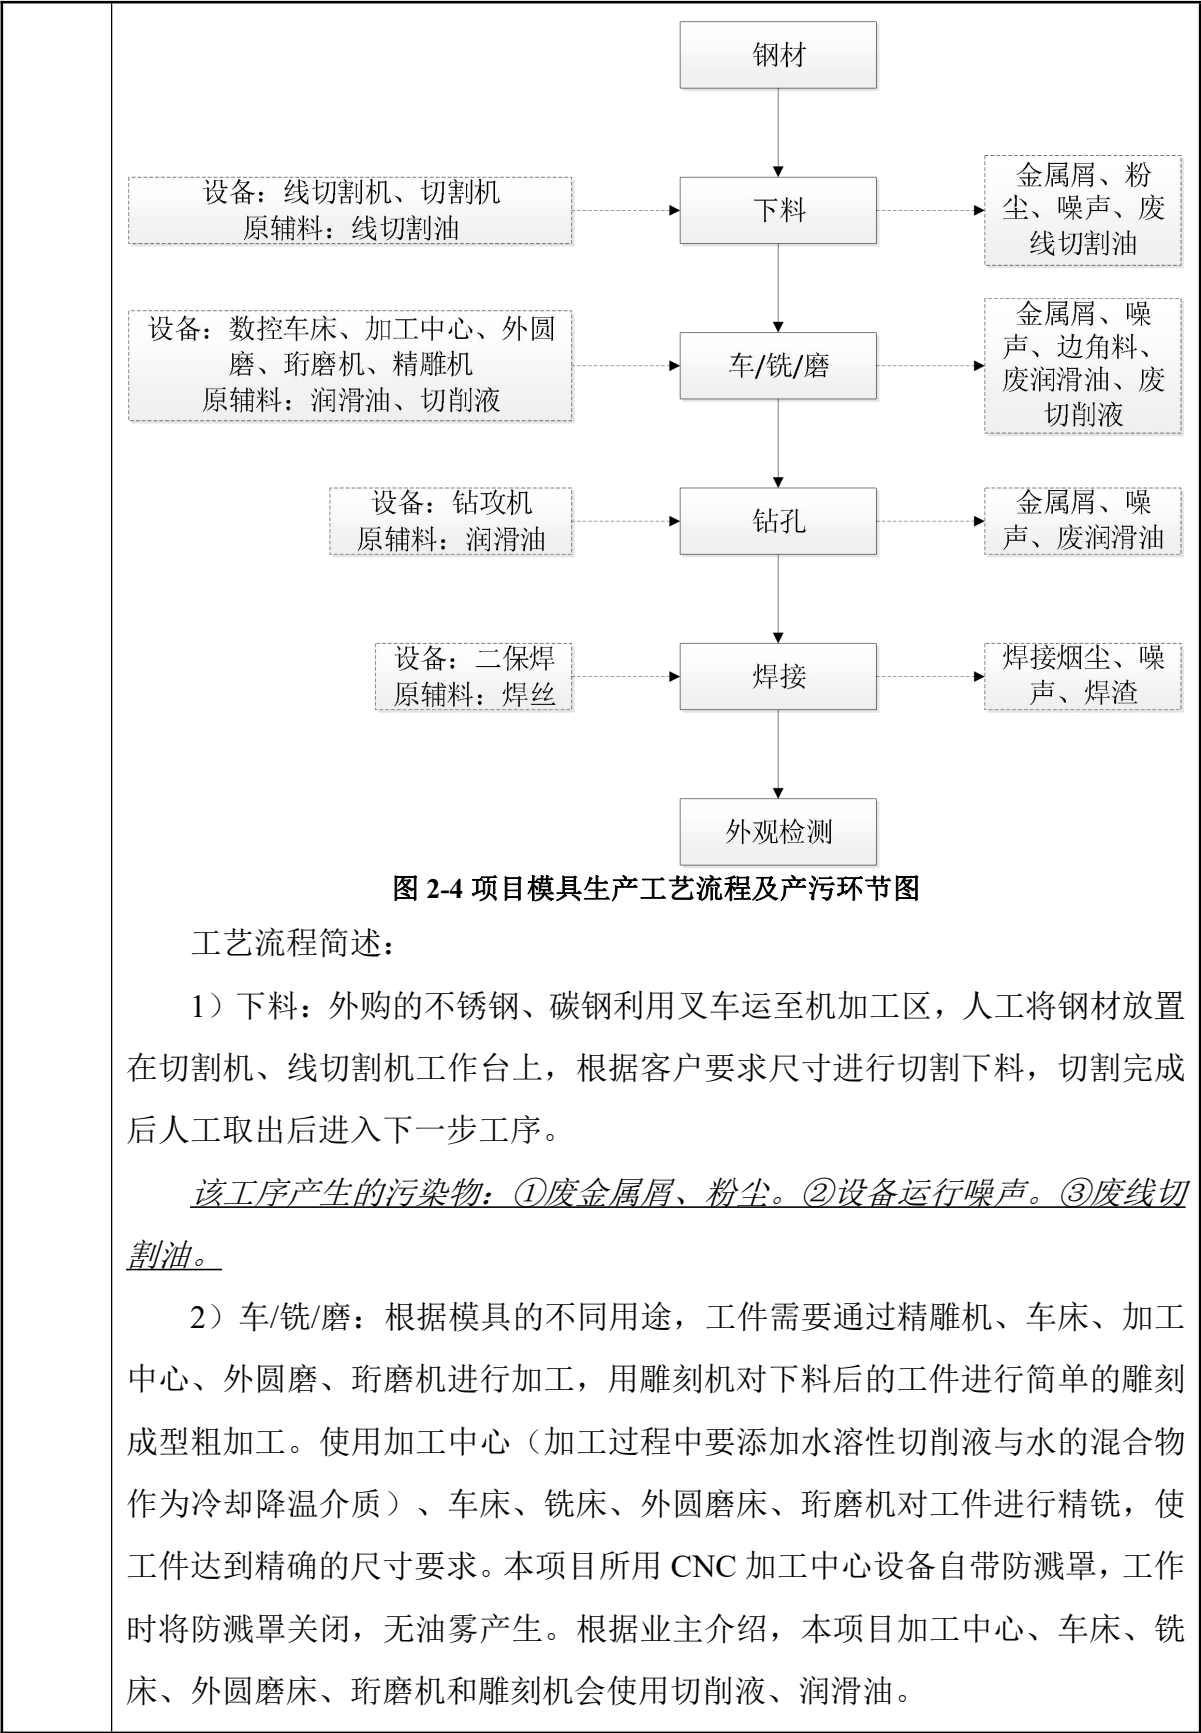 钢材
设备：线切割机、切割机
原辅料：线切割油
下料
金属屑、粉
尘、噪声、废
线切割油
设备：数控车床、加工中心、外圆
磨、珩磨机、精雕机
原辅料：润滑油、切削液
车/铣/磨
金属屑、噪
声、边角料、
废润滑油、废
切削液
设备：钻攻机
原辅料：润滑油
钻孔
金属屑、噪
声、废润滑油
设备：二保焊
原辅料：焊丝
焊接
焊接烟尘、噪
声、焊渣
外观检测
图 2-4 项目模具生产工艺流程及产污环节图
工艺流程简述：
1）下料：外购的不锈钢、碳钢利用叉车运至机加工区，人工将钢材放置
在切割机、线切割机工作台上，根据客户要求尺寸进行切割下料，切割完成
后人工取出后进入下一步工序。
该工序产生的污染物：①废金属屑、粉尘。②设备运行噪声。③废线切
割油。
2）车/铣/磨：根据模具的不同用途，工件需要通过精雕机、车床、加工
中心、外圆磨、珩磨机进行加工，用雕刻机对下料后的工件进行简单的雕刻
成型粗加工。使用加工中心（加工过程中要添加水溶性切削液与水的混合物
作为冷却降温介质）、车床、铣床、外圆磨床、珩磨机对工件进行精铣，使
工件达到精确的尺寸要求。本项目所用 CNC 加工中心设备自带防溅罩，工作
时将防溅罩关闭，无油雾产生。根据业主介绍，本项目加工中心、车床、铣
床、外圆磨床、珩磨机和雕刻机会使用切削液、润滑油。